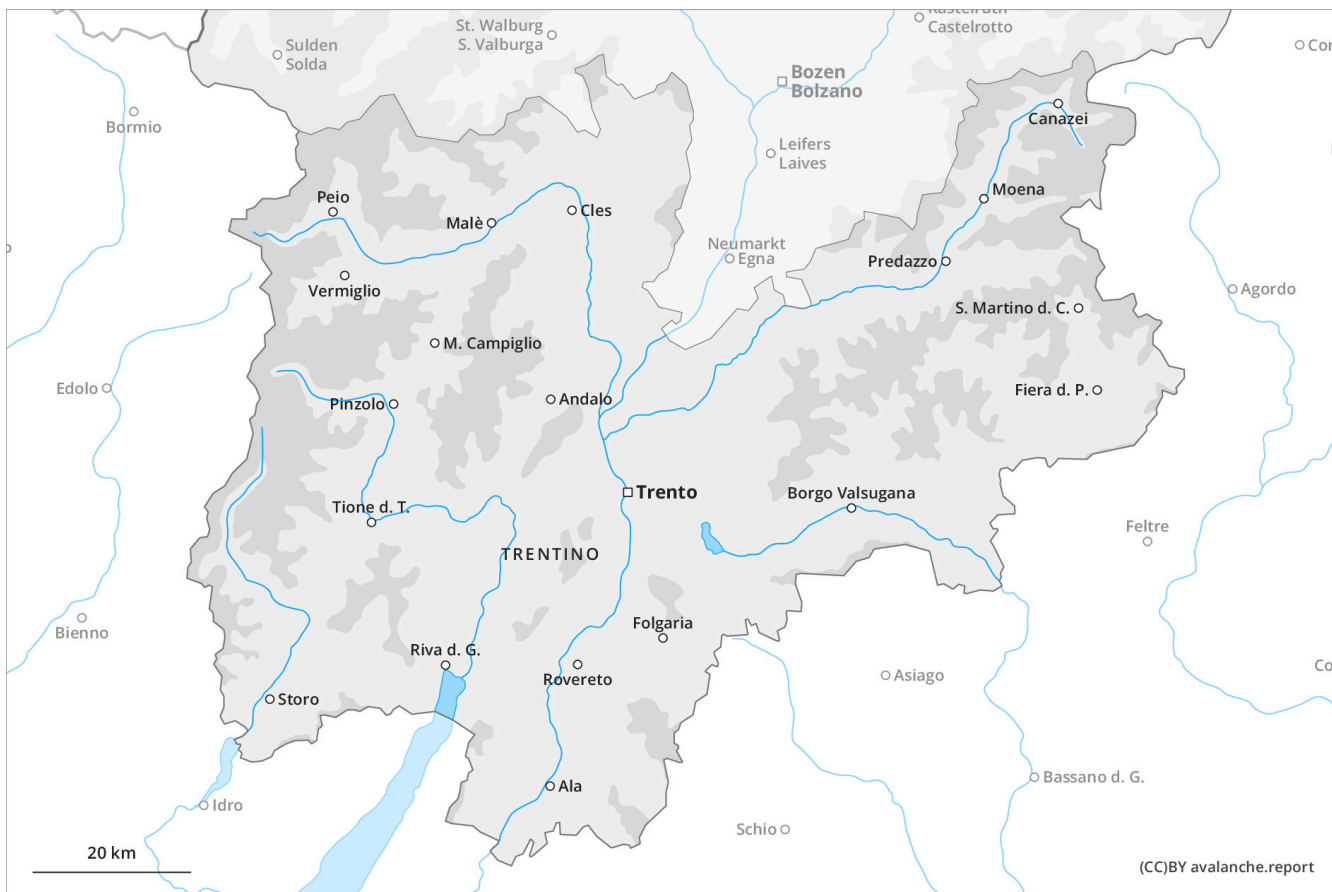 St. Walburg
S. Valburga
Kastelruth
Castelrotto
Sulden
Solda
Bozen
Bolzano
Bormio
Canazei
Leifers
Laives
Peio
Moena
Malè
Cles
Neumarkt
Egna
Predazzo
Vermiglio
Agordo
S. Martino d. C.
M. Campiglio
Edolo
Pinzolo
Andalo
Fiera d. P.
Trento
Borgo Valsugana
Tione d. T.
Feltre
TRENTINO
Bienno
Folgaria
Riva d. G.
Rovereto
Asiago
Storo
Ala
Bassano d. G.
Idro
Schio
20 km
(CC)BY avalanche.report